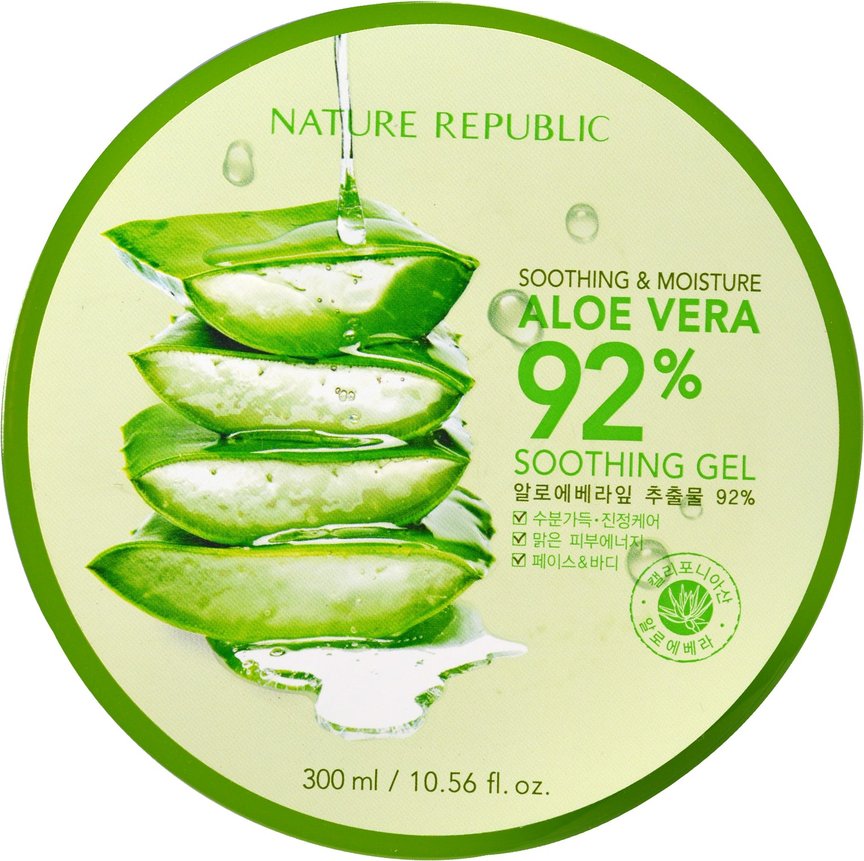 NATURE REPUBLIC
SOOTHING & MOISTURE
ALOE VERA
92%
SOOTHING GEL
알로에베라잎 추출물 92%
☑ 수분가득·진정케어
☑ 맑은 피부에너지
☑ 페이스&바디
캘리포니아산
알로에베라
300 ml / 10.56 fl. oz.